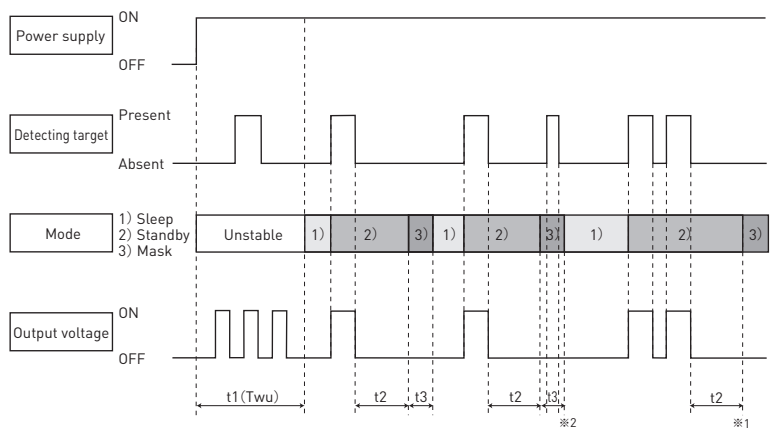 Power supply
ON
OFF
Detecting target
Present
Absent
Mode
1) Sleep
2) Standby
3) Mask
Unstable 1) 2) 3) 1) 2) 3) 1) 2) 3)
Output voltage
ON
OFF
t1(Twu) t2 t3 t2 t3 t2
※2 ※1